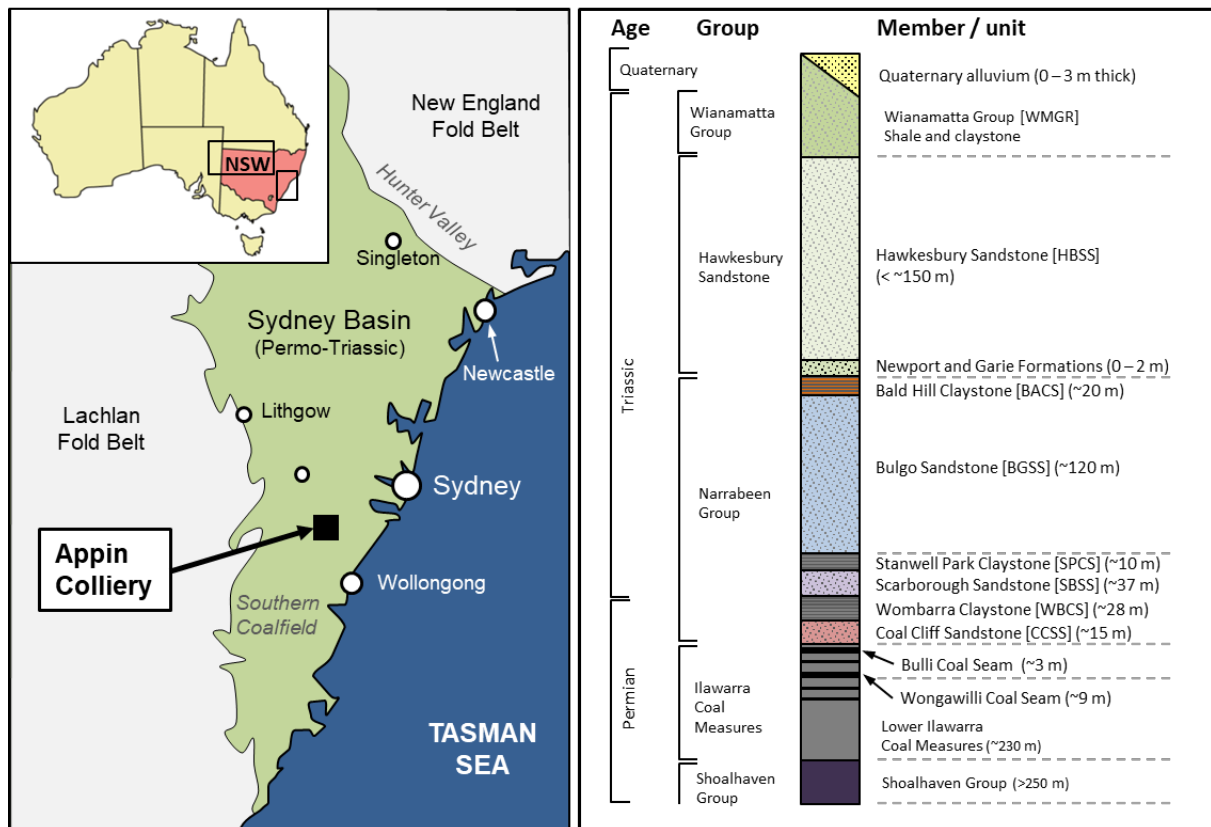 NSW
New England
Fold Belt
Hunter Valley
Singleton
Sydney Basin
(Permo-Triassic)
Newcastle
Lithgow
Lachlan
Fold Belt
Sydney
Appin
Colliery
Wollongong
Southern
Coalfield
TASMAN
SEA
Age
Group
Member / unit
Quaternary
Quaternary alluvium (0 – 3 m thick)
Triassic
Wianamatta
Group
Wianamatta Group [WMGR]
Shale and claystone
Hawkesbury
Sandstone
Hawkesbury Sandstone [HBSS]
(< ~150 m)
Newport and Garie Formations (0 – 2 m)
Narrabeen
Group
Bald Hill Claystone [BACS] (~20 m)
Bulgo Sandstone [BGSS] (~120 m)
Stanwell Park Claystone [SPCS] (~10 m)
Scarborough Sandstone [SBSS] (~37 m)
Wombarra Claystone [WBCS] (~28 m)
Coal Cliff Sandstone [CCSS] (~15 m)
Permian
Ilawarra
Coal
Measures
Bulli Coal Seam (~3 m)
Wongawilli Coal Seam (~9 m)
Lower Ilawarra
Coal Measures (~230 m)
Shoalhaven
Group
Shoalhaven Group (>250 m)